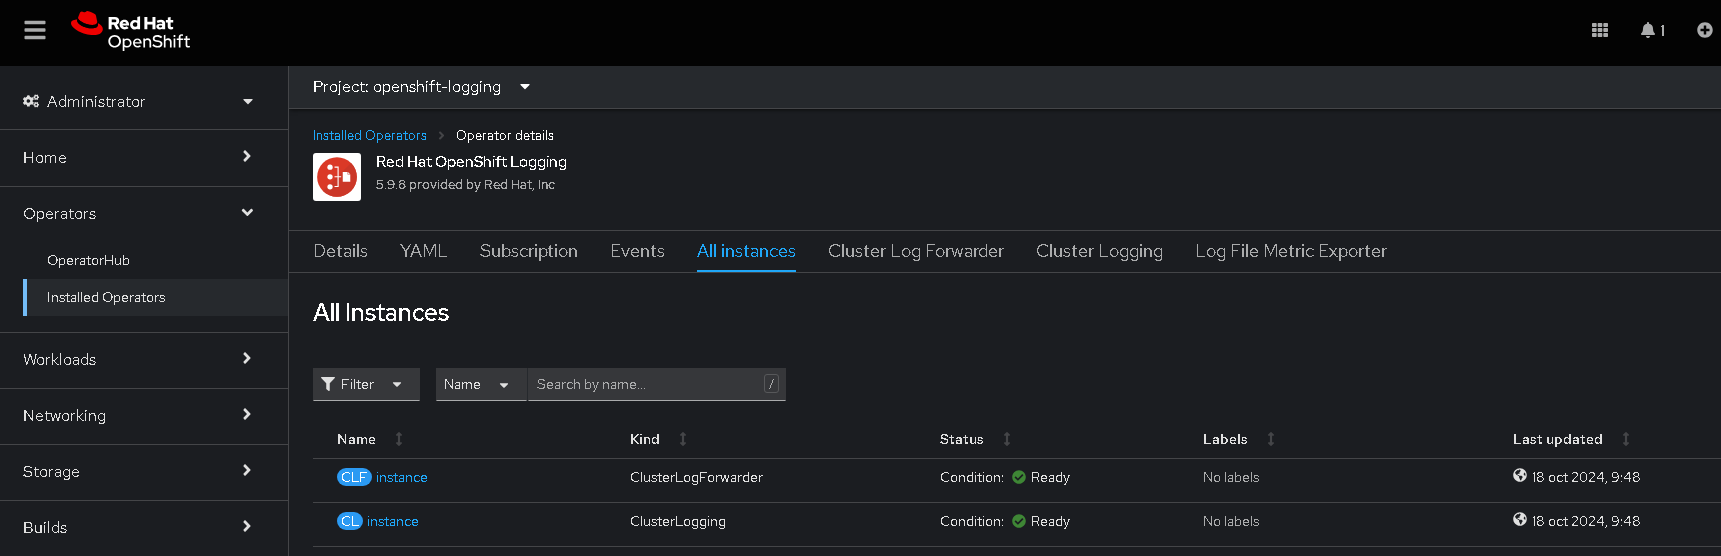 Red Hat
OpenShift
1
Administrator
Home
Operators
OperatorHub
Installed Operators
Workloads
Networking
Storage
Builds
Project: openshift-logging
Installed Operators > Operator details
Red Hat OpenShift Logging
5.9.8 provided by Red Hat, Inc
Details YAML Subscription Events All instances Cluster Log Forwarder Cluster Logging Log File Metric Exporter
All Instances
Filter Name Search by name... /
Name Kind Status Labels Last updated
CLF instance ClusterLogForwarder Condition: Ready No labels 18 oct 2024, 9:48
CL instance ClusterLogging Condition: Ready No labels 18 oct 2024, 9:48